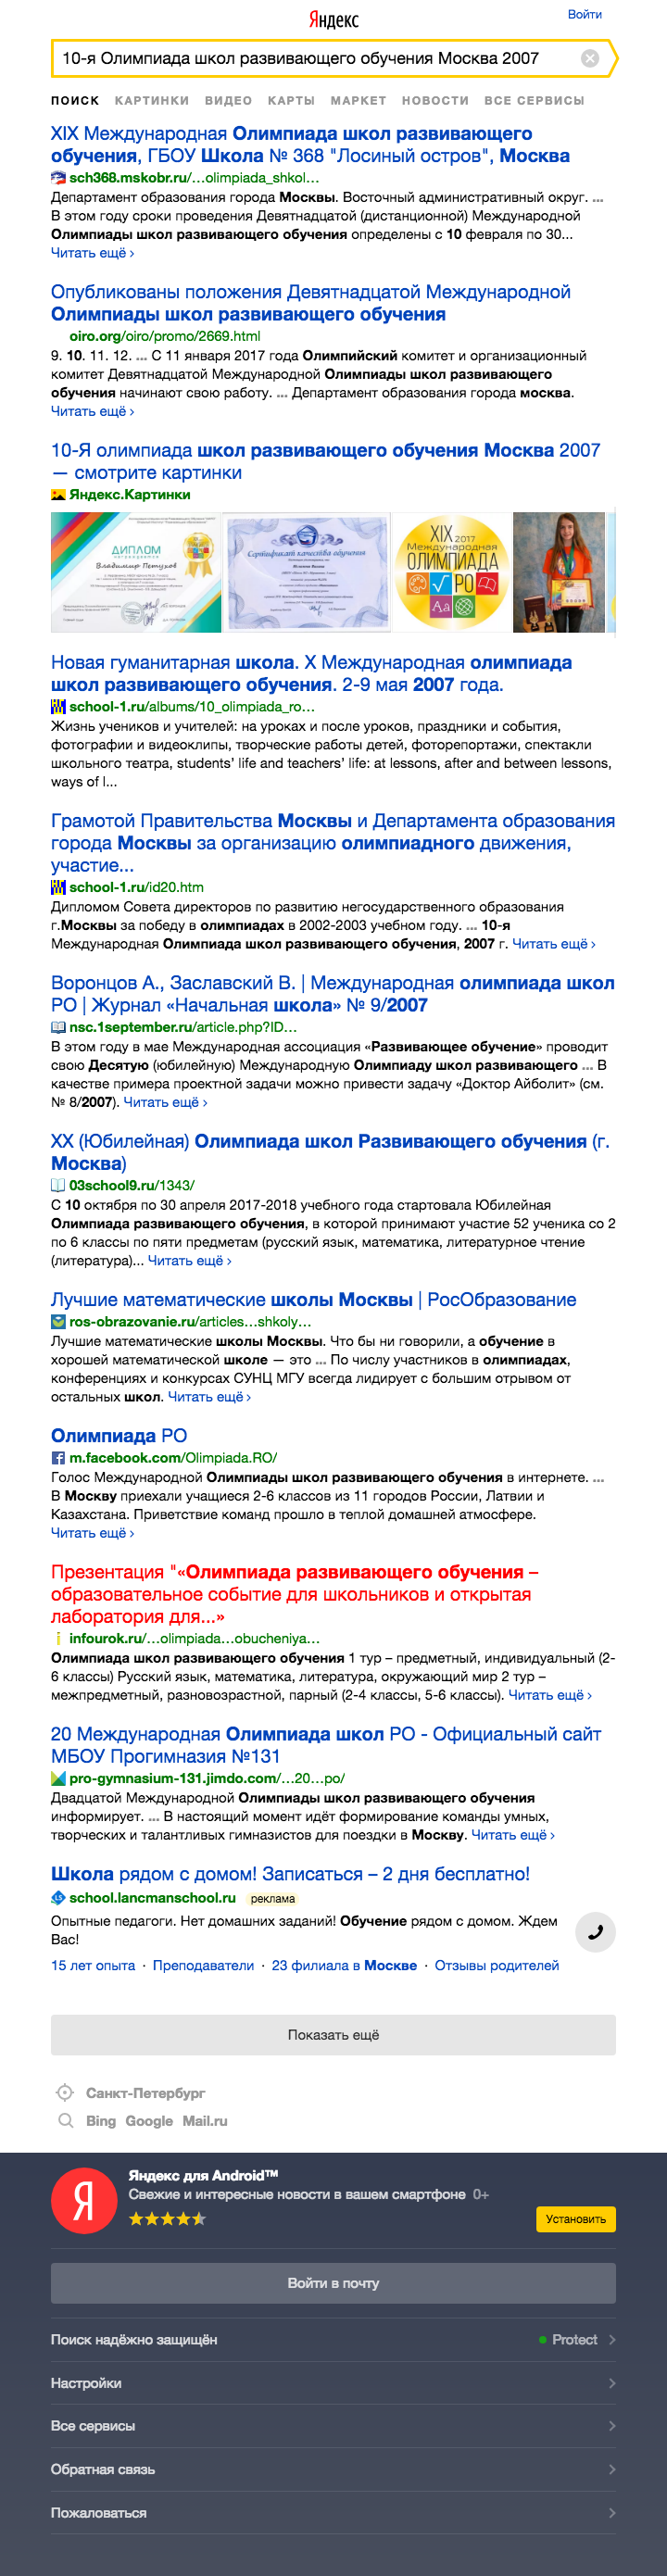 Яндекс
Войти
10-я Олимпиада школ развивающего обучения Москва 2007
ПОИСК КАРТИНКИ ВИДЕО КАРТЫ МАРКЕТ НОВОСТИ ВСЕ СЕРВИСЫ
XIX Международная Олимпиада школ развивающего
обучения, ГБОУ Школа № 368 "Лосиный остров", Москва
sch368.mskobr.ru/…olimpiada_shkol…
Департамент образования города Москвы. Восточный административный округ. ...
В этом году сроки проведения Девятнадцатой (дистанционной) Международной
Олимпиады школ развивающего обучения определены с 10 февраля по 30...
Читать ещё ›
Опубликованы положения Девятнадцатой Международной
Олимпиады школ развивающего обучения
oiro.org/oiro/promo/2669.html
9. 10. 11. 12. ... С 11 января 2017 года Олимпийский комитет и организационный
комитет Девятнадцатой Международной Олимпиады школ развивающего
обучения начинают свою работу. ... Департамент образования города москва.
Читать ещё ›
10-Я олимпиада школ развивающего обучения Москва 2007
— смотрите картинки
Яндекс.Картинки
ДИПЛОМ
Владимир Петухов
Сертификат качества обучения
XIX 2017
Международная
ОЛИМПИАДА
РО
Аа
Новая гуманитарная школа. X Международная олимпиада
школ развивающего обучения. 2-9 мая 2007 года.
school-1.ru/albums/10_olimpiada_ro…
Жизнь учеников и учителей: на уроках и после уроков, праздники и события,
фотографии и видеоклипы, творческие работы детей, фоторепортажи, спектакли
школьного театра, students' life and teachers' life: at lessons, after and between lessons,
ways of l...
Грамотой Правительства Москвы и Департамента образования
города Москвы за организацию олимпиадного движения,
участие...
school-1.ru/id20.htm
Дипломом Совета директоров по развитию негосударственного образования
г.Москвы за победу в олимпиадах в 2002-2003 учебном году. ... 10-я
Международная Олимпиада школ развивающего обучения, 2007 г. Читать ещё ›
Воронцов А., Заславский В. | Международная олимпиада школ
РО | Журнал «Начальная школа» № 9/2007
nsc.1september.ru/article.php?ID…
В этом году в мае Международная ассоциация «Развивающее обучение» проводит
свою Десятую (юбилейную) Международную Олимпиаду школ развивающего ... В
качестве примера проектной задачи можно привести задачу «Доктор Айболит» (см.
№ 8/2007). Читать ещё ›
XX (Юбилейная) Олимпиада школ Развивающего обучения (г.
Москва)
03school9.ru/1343/
С 10 октября по 30 апреля 2017-2018 учебного года стартовала Юбилейная
Олимпиада развивающего обучения, в которой принимают участие 52 ученика со 2
по 6 классы по пяти предметам (русский язык, математика, литературное чтение
(литература)... Читать ещё ›
Лучшие математические школы Москвы | РосОбразование
ros-obrazovanie.ru/articles…shkoly…
Лучшие математические школы Москвы. Что бы ни говорили, а обучение в
хорошей математической школе — это ... По числу участников в олимпиадах,
конференциях и конкурсах СУНЦ МГУ всегда лидирует с большим отрывом от
остальных школ. Читать ещё ›
Олимпиада РО
m.facebook.com/Olimpiada.RO/
Голос Международной Олимпиады школ развивающего обучения в интернете. ...
В Москву приехали учащиеся 2-6 классов из 11 городов России, Латвии и
Казахстана. Приветствие команд прошло в теплой домашней атмосфере.
Читать ещё ›
Презентация "«Олимпиада развивающего обучения –
образовательное событие для школьников и открытая
лаборатория для...»
infourok.ru/…olimpiada…obucheniya…
Олимпиада школ развивающего обучения 1 тур – предметный, индивидуальный (2-
6 классы) Русский язык, математика, литература, окружающий мир 2 тур –
межпредметный, разновозрастной, парный (2-4 классы, 5-6 классы). Читать ещё ›
20 Международная Олимпиада школ РО - Официальный сайт
МБОУ Прогимназия №131
pro-gymnasium-131.jimdo.com/…20…po/
Двадцатой Международной Олимпиады школ развивающего обучения
информирует. ... В настоящий момент идёт формирование команды умных,
творческих и талантливых гимназистов для поездки в Москву. Читать ещё ›
Школа рядом с домом! Записаться – 2 дня бесплатно!
school.lancmanschool.ru реклама
Опытные педагоги. Нет домашних заданий! Обучение рядом с домом. Ждем
Вас!
15 лет опыта · Преподаватели · 23 филиала в Москве · Отзывы родителей
Показать ещё
Санкт-Петербург
Bing Google Mail.ru
Я
Яндекс для Android™
Свежие и интересные новости в вашем смартфоне 0+
Установить
Войти в почту
Поиск надёжно защищён
Protect
Настройки
Все сервисы
Обратная связь
Пожаловаться